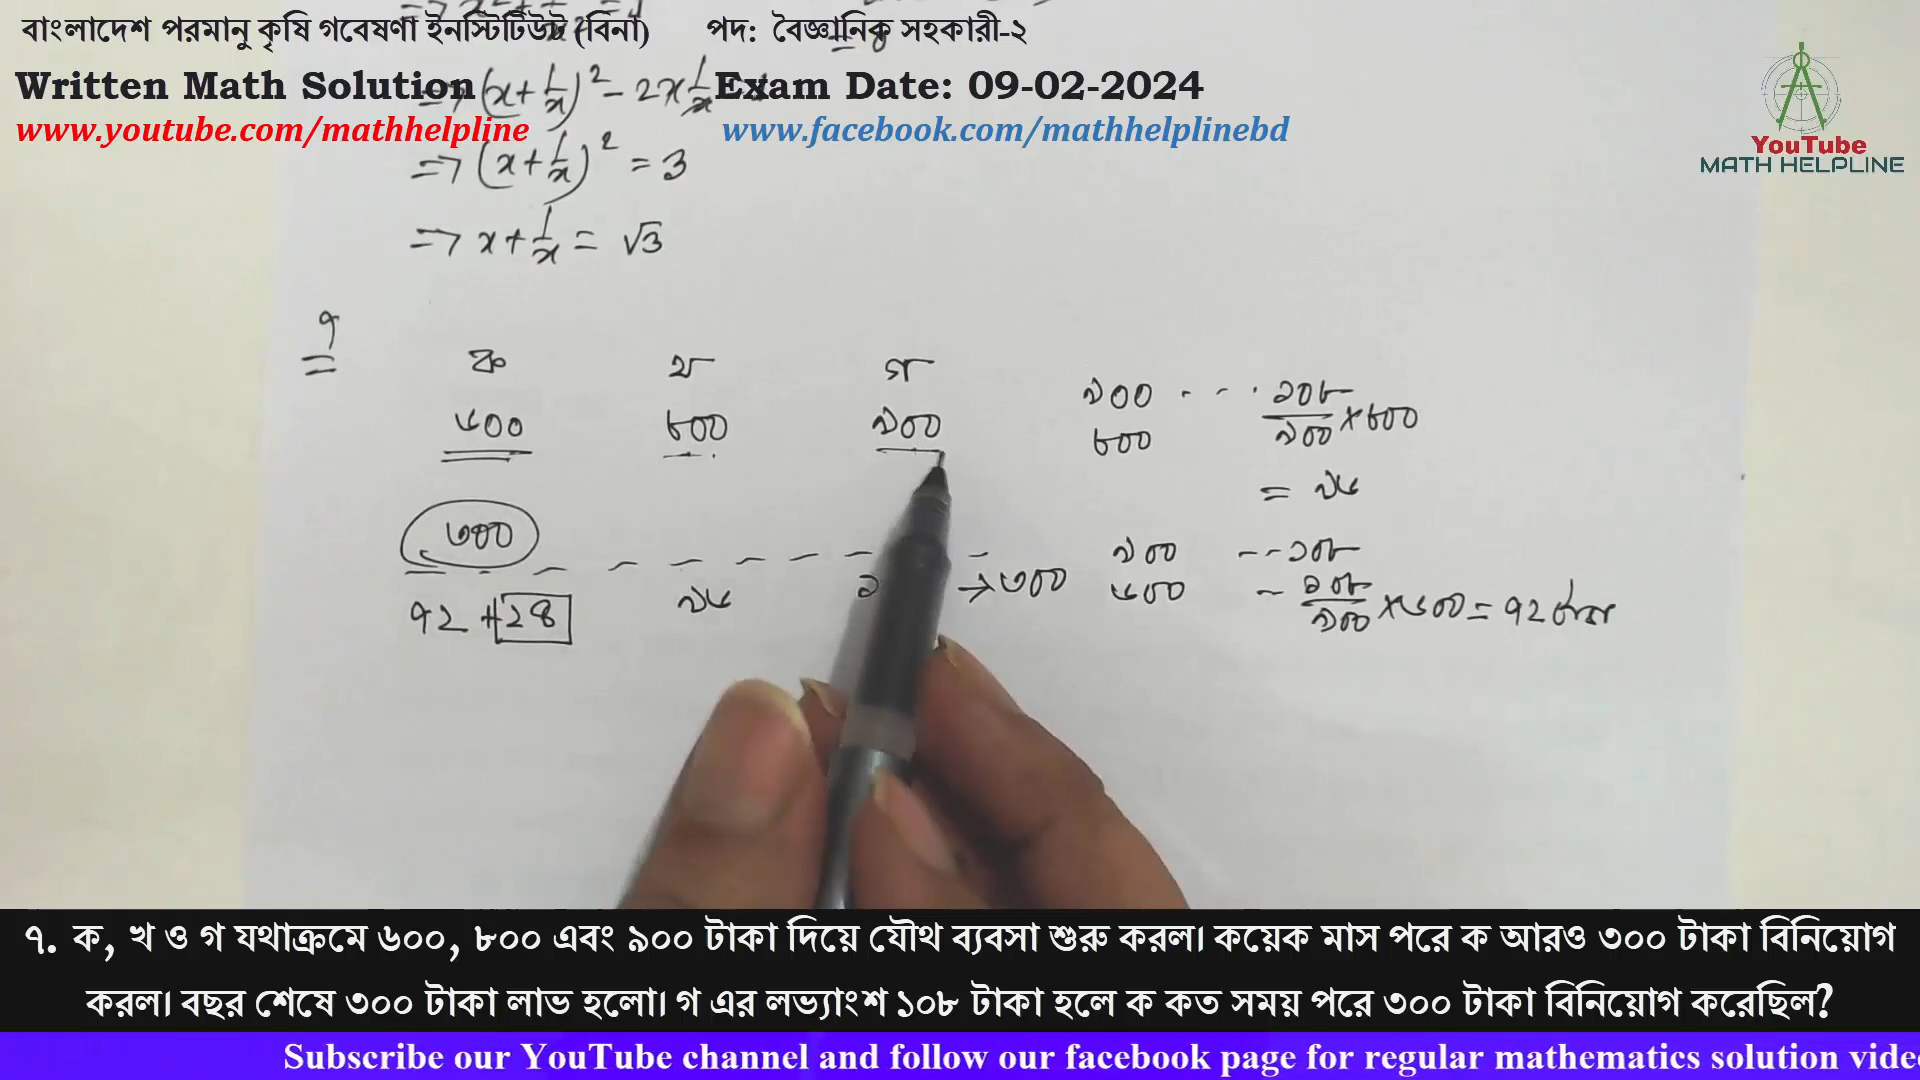 বাংলাদেশ পরমানু কৃষি গবেষণা ইনস্টিটিউট (বিনা) পদ: বৈজ্ঞানিক সহকারী-২
Written Math Solution Exam Date: 09-02-2024
www.youtube.com/mathhelpline www.facebook.com/mathhelplinebd
YouTube
MATH HELPLINE
=> (x+1/x)² - 2x1/x
=> (x+1/x)² = 3
=> x+1/x = √3
৭
ক খ গ
৬০০ ৮০০ ৯০০
৯০০ - - - ১০৮
৮০০ ১০৮/৯০০ × ৮০০
= ৯৬
৩০০
৭২ + ২৪ ৯৬ → ৩০০
৯০০ -- ১০৮
৬০০ - ১০৮/৯০০ × ৬০০ = ৭২ টাকা
৭. ক, খ ও গ যথাক্রমে ৬০০, ৮০০ এবং ৯০০ টাকা দিয়ে যৌথ ব্যবসা শুরু করল। কয়েক মাস পরে ক আরও ৩০০ টাকা বিনিয়োগ
করল। বছর শেষে ৩০০ টাকা লাভ হলো। গ এর লভ্যাংশ ১০৮ টাকা হলে ক কত সময় পরে ৩০০ টাকা বিনিয়োগ করেছিল?
Subscribe our YouTube channel and follow our facebook page for regular mathematics solution vide